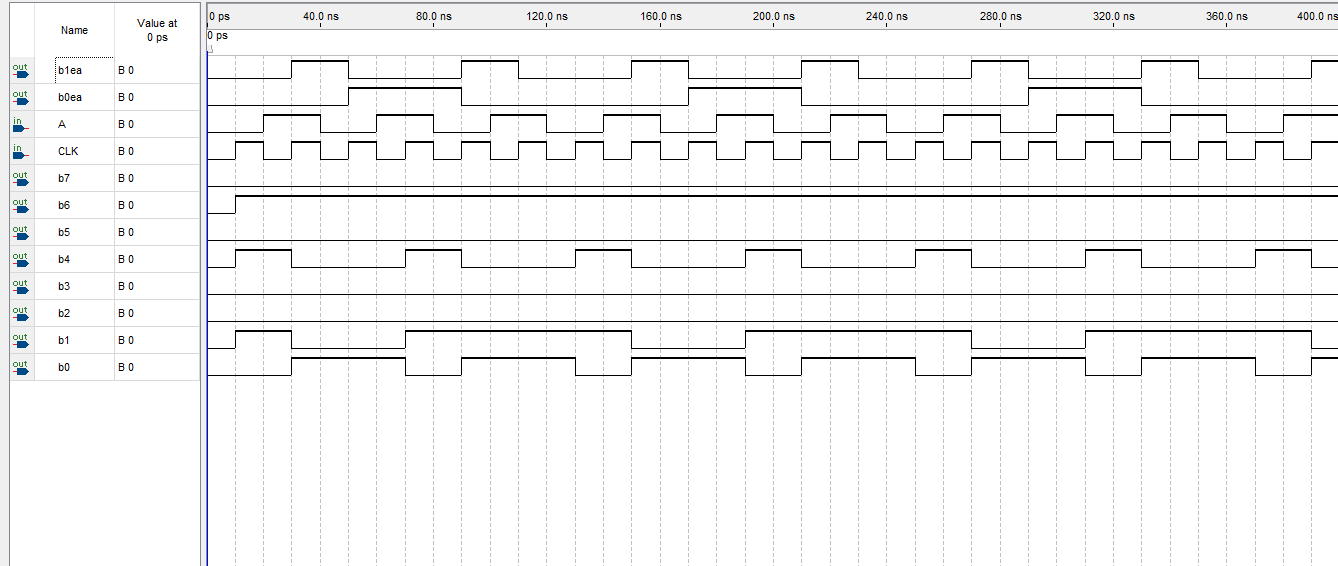 Name
Value at
0 ps
0 ps 40.0 ns 80.0 ns 120.0 ns 160.0 ns 200.0 ns 240.0 ns 280.0 ns 320.0 ns 360.0 ns 400.0 ns
0 ps
out b1ea B 0
out b0ea B 0
in A B 0
in CLK B 0
out b7 B 0
out b6 B 0
out b5 B 0
out b4 B 0
out b3 B 0
out b2 B 0
out b1 B 0
out b0 B 0